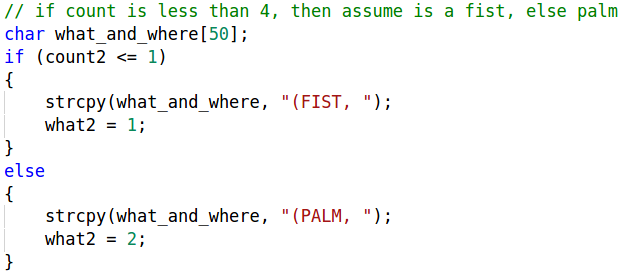 // if count is less than 4, then assume is a fist, else palm
char what_and_where[50];
if (count2 <= 1)
{
    strcpy(what_and_where, "(FIST, ");
    what2 = 1;
}
else
{
    strcpy(what_and_where, "(PALM, ");
    what2 = 2;
}